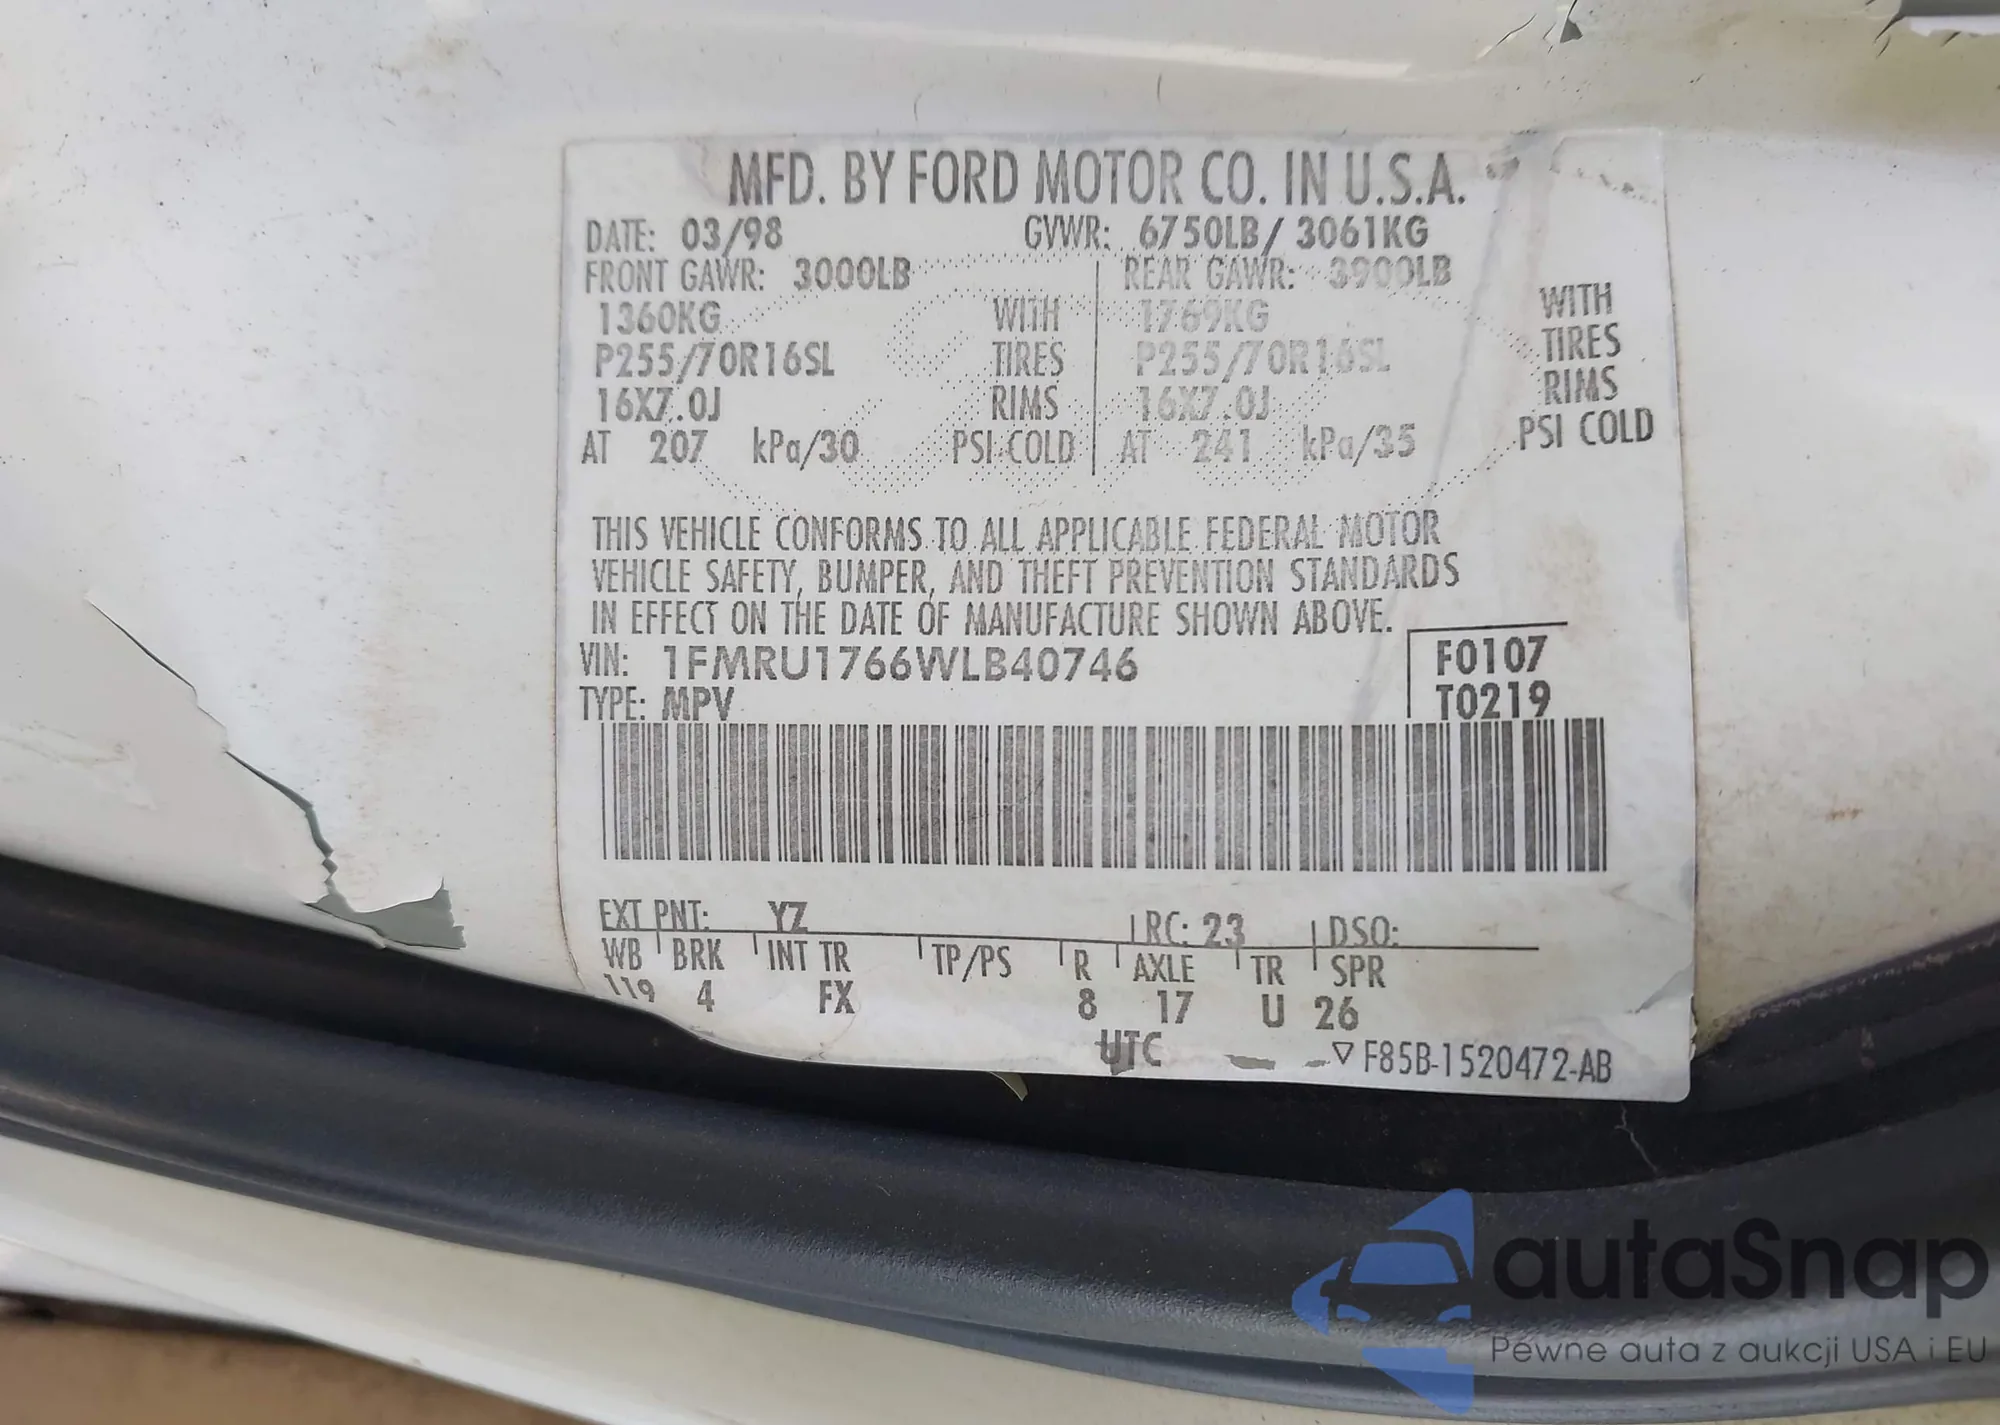 MFD. BY FORD MOTOR CO. IN U.S.A.
DATE: 03/98 GVWR: 6750LB/ 3061KG
FRONT GAWR: 3000LB REAR GAWR: 3900LB
1360KG WITH 1769KG WITH
P255/70R16SL TIRES P255/70R16SL TIRES
16X7.0J RIMS 16X7.0J RIMS
AT 207 kPa/30 PSI COLD AT 241 kPa/35 PSI COLD
THIS VEHICLE CONFORMS TO ALL APPLICABLE FEDERAL MOTOR
VEHICLE SAFETY, BUMPER, AND THEFT PREVENTION STANDARDS
IN EFFECT ON THE DATE OF MANUFACTURE SHOWN ABOVE.
VIN: 1FMRU1766WLB40746 F0107
TYPE: MPV T0219
EXT PNT: YZ RC: 23 DSO:
WB BRK INT TR TP/PS R AXLE TR SPR
119 4 FX 8 17 U 26
UTC ▽ F85B-1520472-AB
autaSnap
Pewne auta z aukcji USA i EU